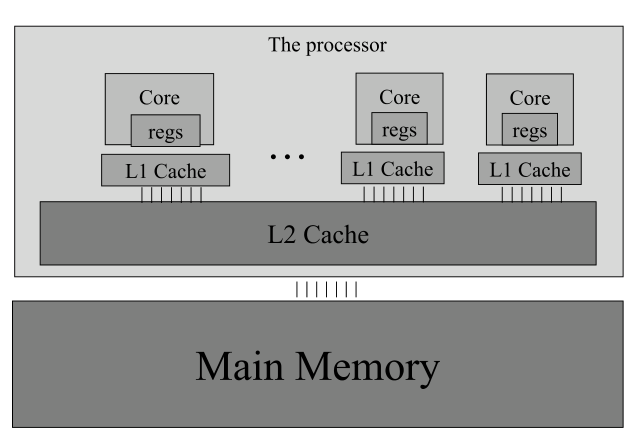 The processor
Core
regs
L1 Cache
...
Core
regs
L1 Cache
Core
regs
L1 Cache
L2 Cache
Main Memory